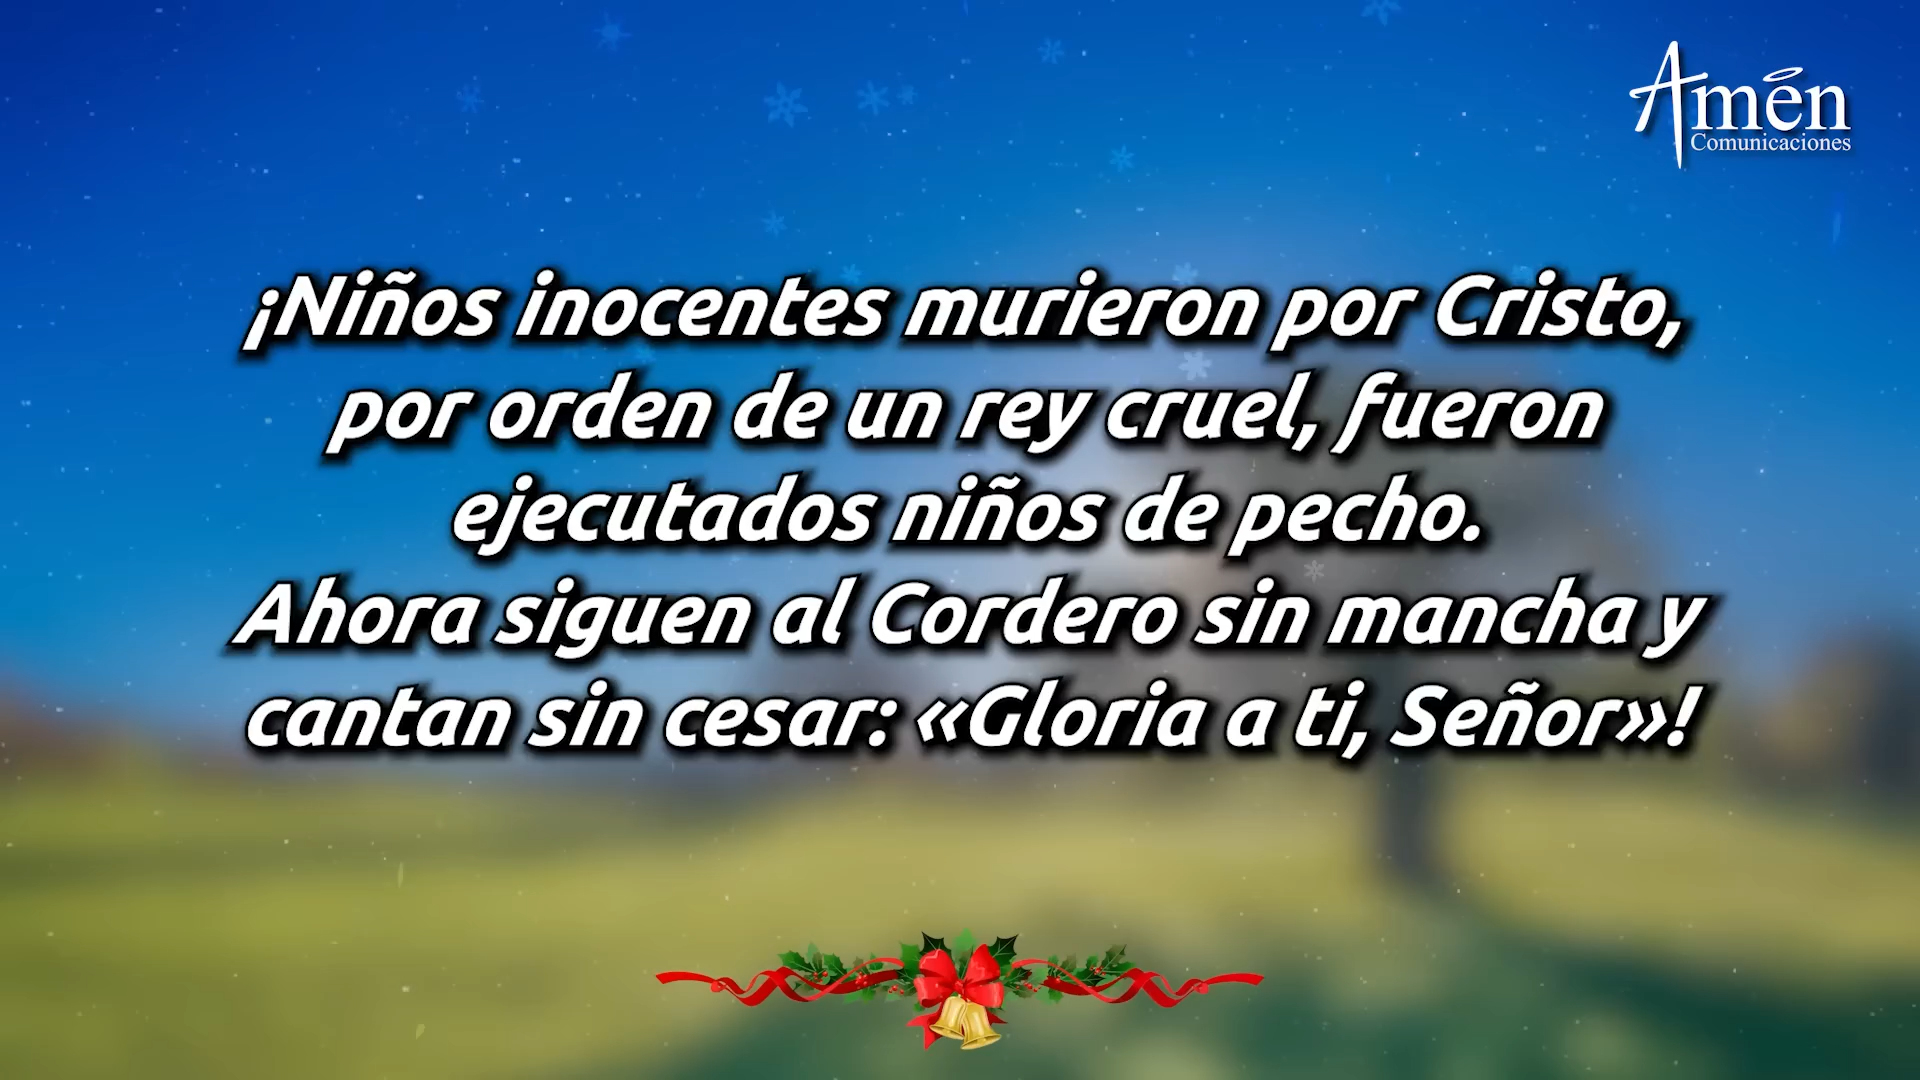 Amén
Comunicaciones
¡Niños inocentes murieron por Cristo,
por orden de un rey cruel, fueron
ejecutados niños de pecho.
Ahora siguen al Cordero sin mancha y
cantan sin cesar: «Gloria a ti, Señor»!